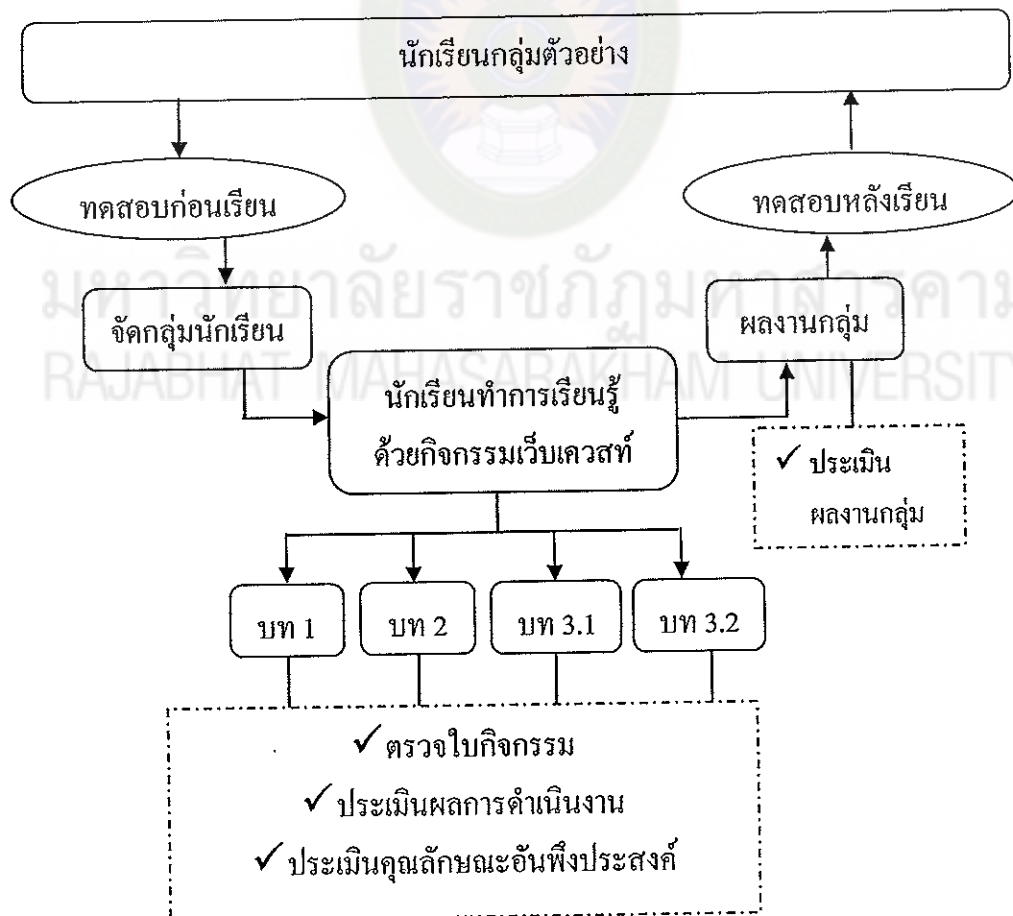 นักเรียนกลุ่มตัวอย่าง
ทดสอบก่อนเรียน
ทดสอบหลังเรียน
มหาวิทยาลัยราชภัฏมหาสารคาม
RAJABHAT MAHASARAKHAM UNIVERSITY
จัดกลุ่มนักเรียน
ผลงานกลุ่ม
นักเรียนทำการเรียนรู้
ด้วยกิจกรรมเว็บเควสท์
✓ ประเมิน
ผลงานกลุ่ม
บท 1
บท 2
บท 3.1
บท 3.2
✓ ตรวจใบกิจกรรม
✓ ประเมินผลการดำเนินงาน
✓ ประเมินคุณลักษณะอันพึงประสงค์